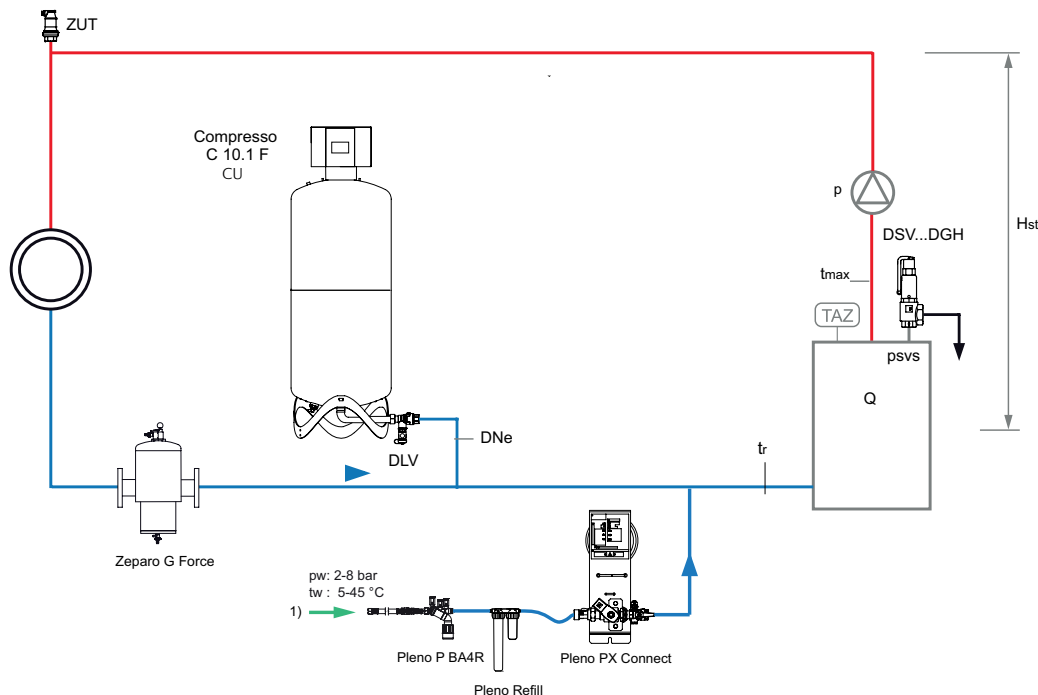 ZUT
Compresso
C 10.1 F
CU
p
Hst
DSV...DGH
tmax
TAZ
psvs
Q
DNe
DLV
tr
Zeparo G Force
pw: 2-8 bar
tw : 5-45 °C
1)
Pleno P BA4R
Pleno PX Connect
Pleno Refill